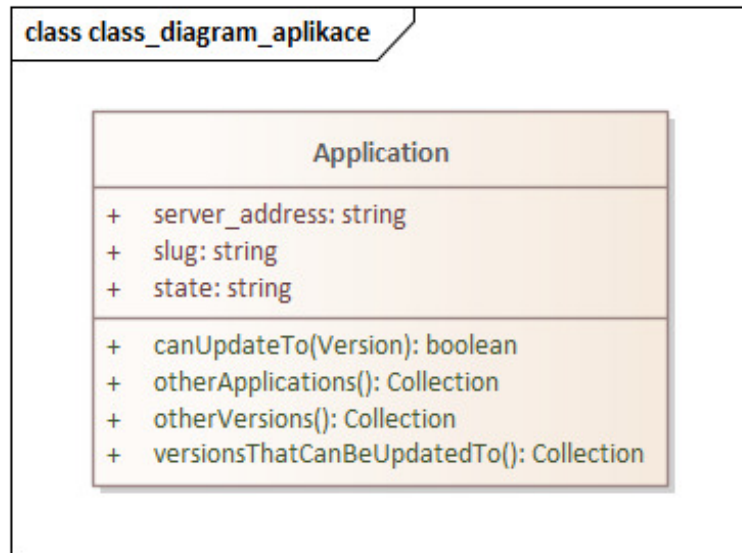 class class_diagram_aplikace
Application
+ server_address: string
+ slug: string
+ state: string
+ canUpdateTo(Version): boolean
+ otherApplications(): Collection
+ otherVersions(): Collection
+ versionsThatCanBeUpdatedTo(): Collection